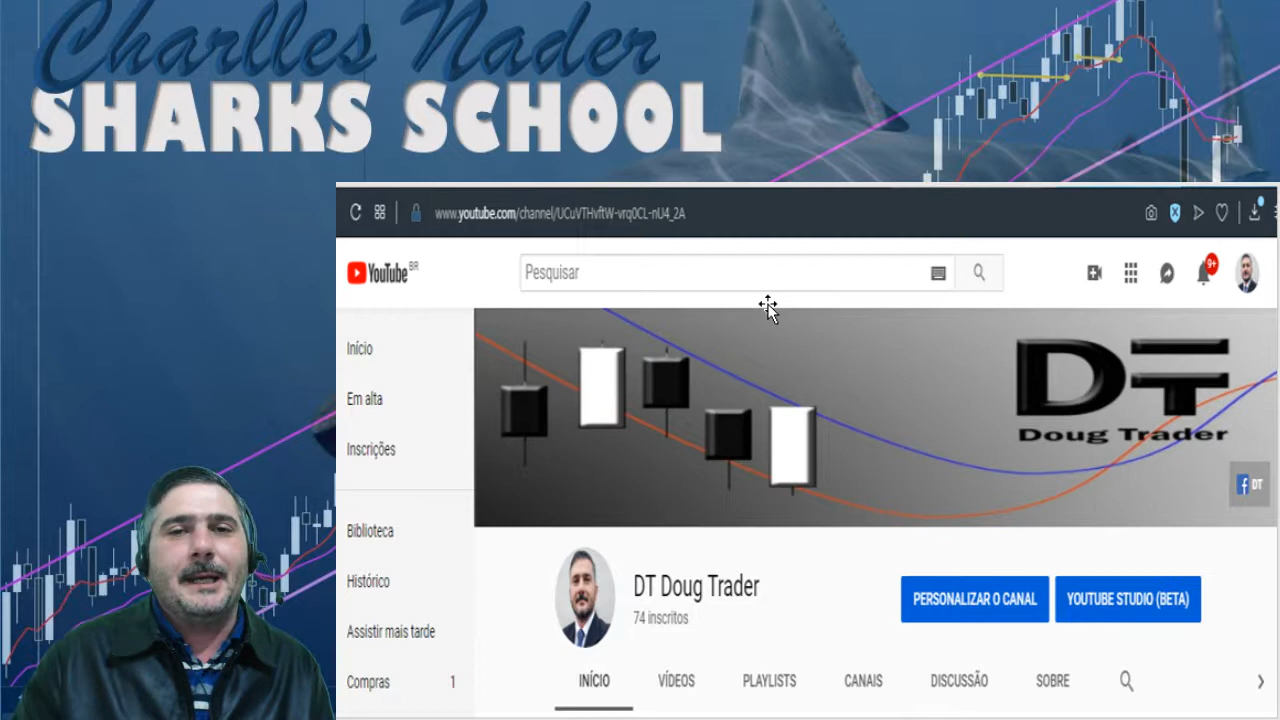 Charlles Nader
SHARKS SCHOOL
www.youtube.com/channel/UCuVTHvftW-vrq0CL-nU4_2A
YouTube BR
Pesquisar
9+
Início
Em alta
Inscrições
Biblioteca
Histórico
Assistir mais tarde
Compras 1
DT
Doug Trader
f DT
DT Doug Trader
74 inscritos
PERSONALIZAR O CANAL
YOUTUBE STUDIO (BETA)
INÍCIO VÍDEOS PLAYLISTS CANAIS DISCUSSÃO SOBRE